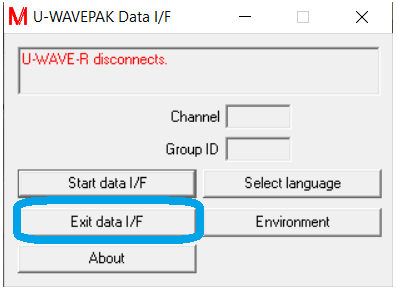 M U-WAVEPAK Data I/F
U-WAVE-R disconnects.
Channel
Group ID
Start data I/F Select language
Exit data I/F Environment
About